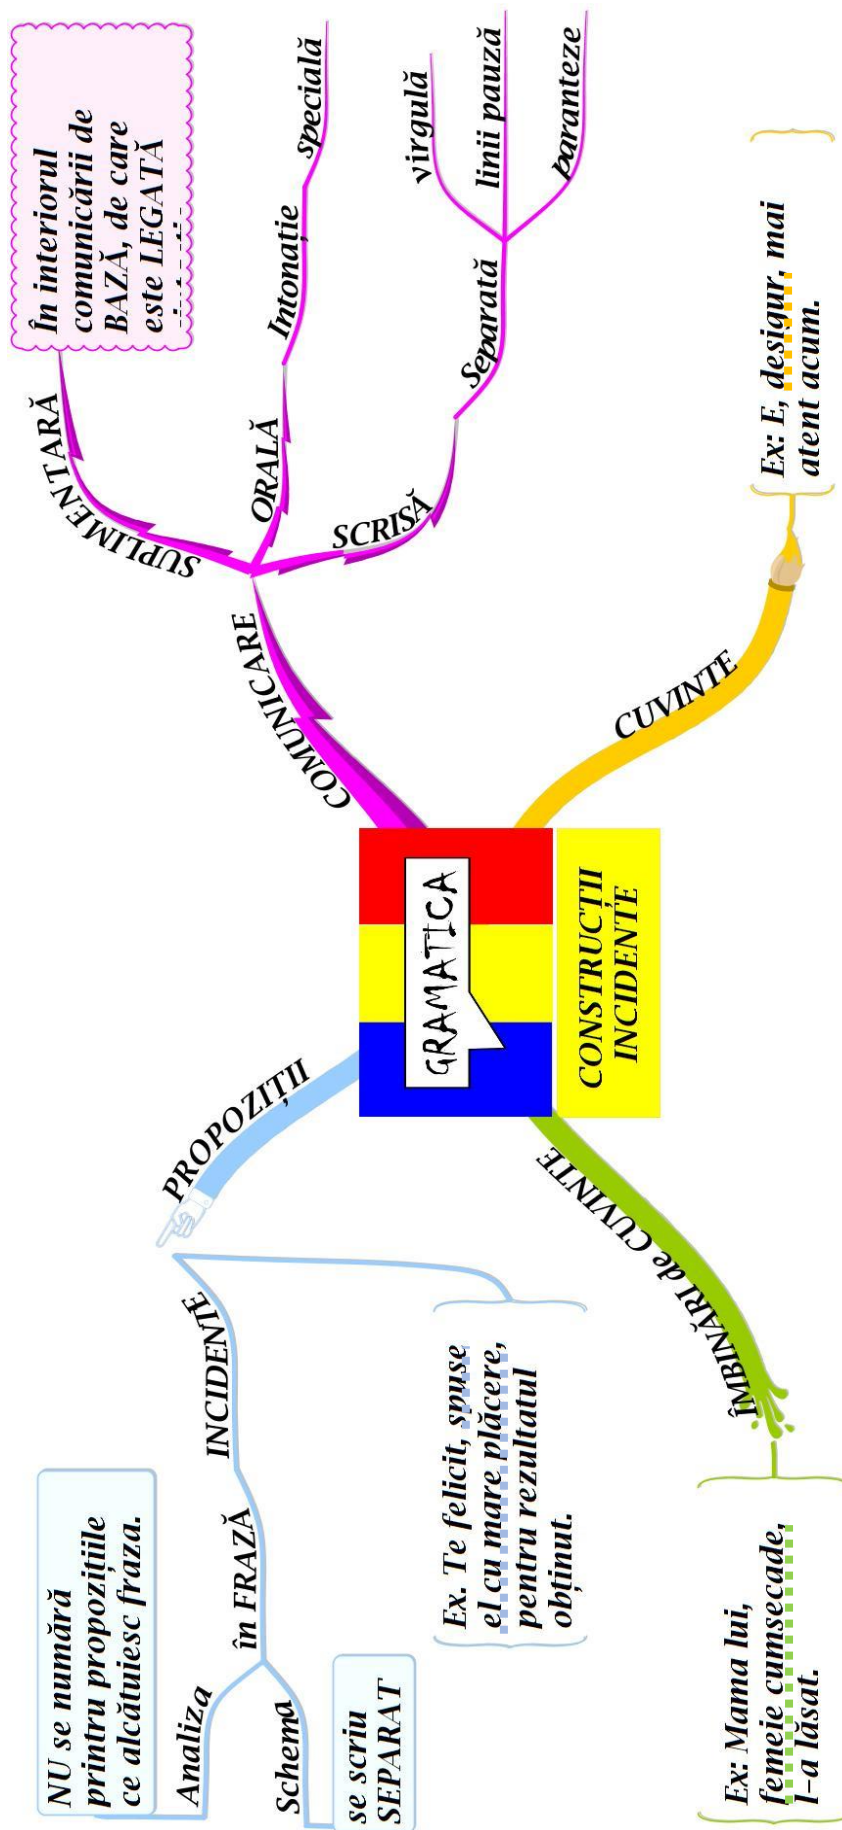 GRAMATICA
CONSTRUCȚII
INCIDENTE
COMUNICARE
SUPLIMENTARĂ
În interiorul
comunicării de
BAZĂ, de care
este LEGATĂ
ORALĂ
Intonație
specială
SCRISĂ
Separată
virgulă
linii pauză
paranteze
CUVINTE
Ex: E, desigur, mai
atent acum.
ÎMBINĂRI de CUVINTE
Ex: Mama lui,
femeie cumsecade,
l-a lăsat.
PROPOZIȚII
INCIDENTE
în FRAZĂ
Analiza
NU se numără
printru propozițiile
ce alcătuiesc fraza.
Schema
se scriu
SEPARAT
Ex. Te felicit, spuse
el cu mare plăcere,
pentru rezultatul
obținut.